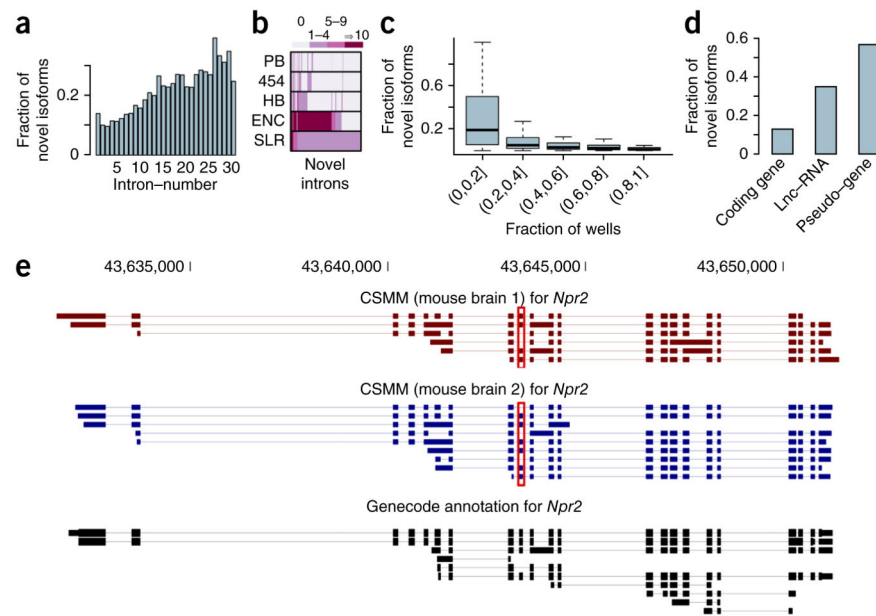 a
Fraction of
novel isoforms
0.2
0
5
10
15
20
25
30
Intron–number
b
0
5–9
1–4
⇒10
PB
454
HB
ENC
SLR
Novel
introns
c
Fraction of
novel isoforms
0.6
0.2
(0,0.2]
(0.2,0.4]
(0.4,0.6]
(0.6,0.8]
(0.8,1]
Fraction of wells
d
Fraction of
novel isoforms
0.6
0.4
0.2
0
Coding gene
Lnc–RNA
Pseudo–gene
e
43,635,000
43,640,000
43,645,000
43,650,000
CSMM (mouse brain 1) for Npr2
CSMM (mouse brain 2) for Npr2
Genecode annotation for Npr2